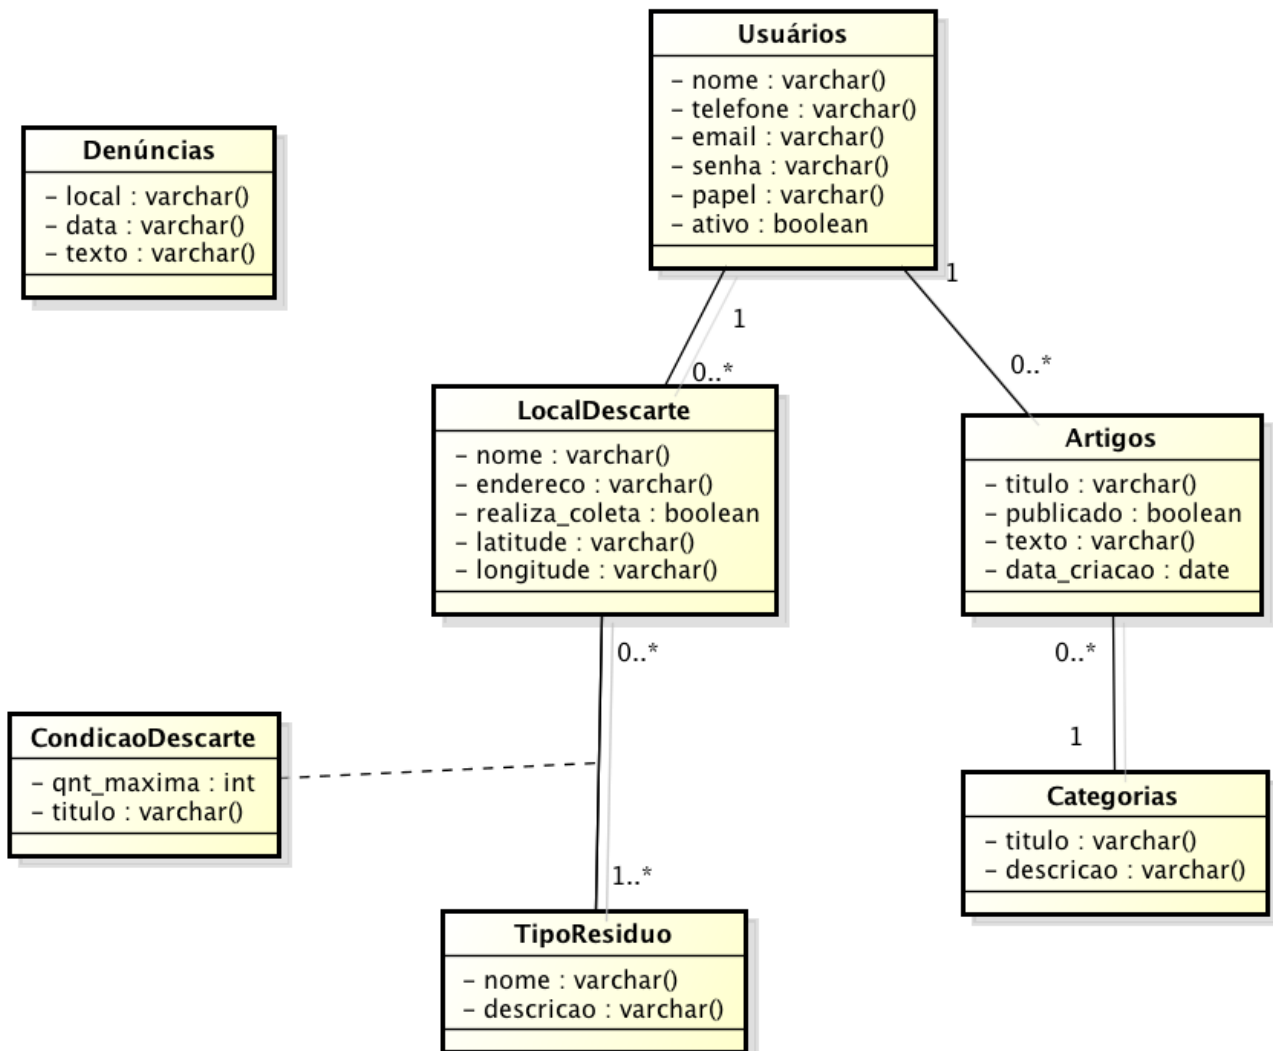 Usuários
– nome : varchar()
– telefone : varchar()
– email : varchar()
– senha : varchar()
– papel : varchar()
– ativo : boolean
Denúncias
– local : varchar()
– data : varchar()
– texto : varchar()
1
0..*
1
0..*
LocalDescarte
– nome : varchar()
– endereco : varchar()
– realiza_coleta : boolean
– latitude : varchar()
– longitude : varchar()
Artigos
– titulo : varchar()
– publicado : boolean
– texto : varchar()
– data_criacao : date
0..*
1..*
0..*
1
CondicaoDescarte
– qnt_maxima : int
– titulo : varchar()
Categorias
– titulo : varchar()
– descricao : varchar()
TipoResiduo
– nome : varchar()
– descricao : varchar()